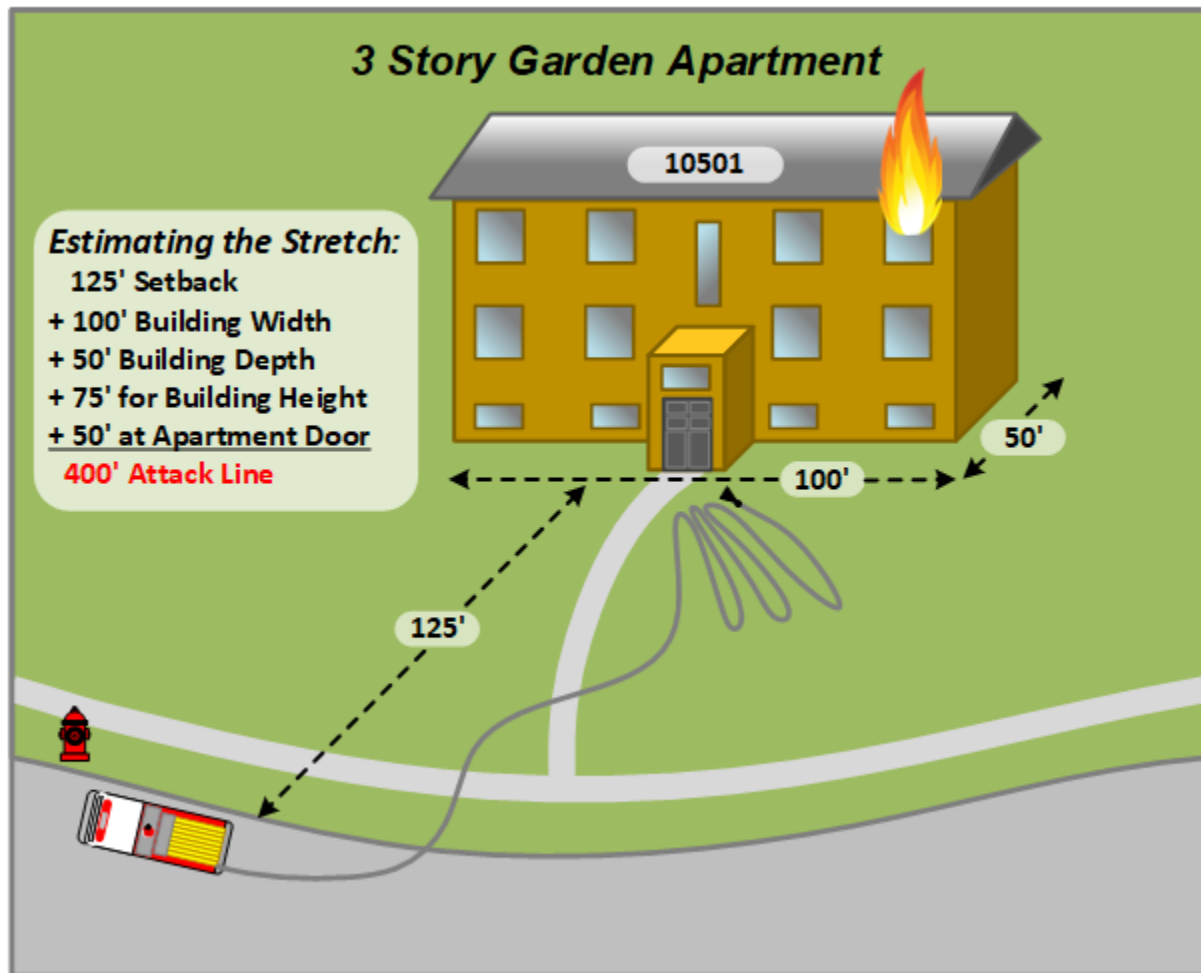 3 Story Garden Apartment
10501
Estimating the Stretch:
125' Setback
+ 100' Building Width
+ 50' Building Depth
+ 75' for Building Height
+ 50' at Apartment Door
400' Attack Line
50'
100'
125'